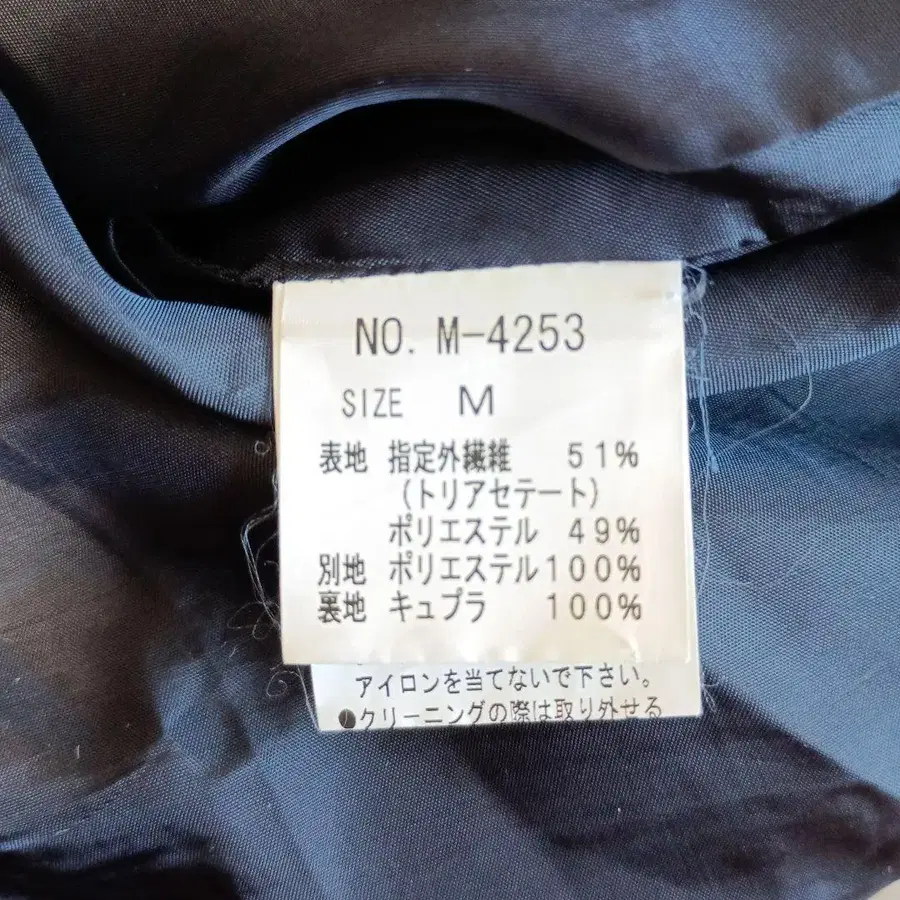 NO. M-4253
SIZE M
表地 指定外繊維 51%
(トリアセテート)
ポリエステル 49%
別地 ポリエステル100%
裏地 キュプラ 100%
アイロンを当てないで下さい。
●クリーニングの際は取り外せる